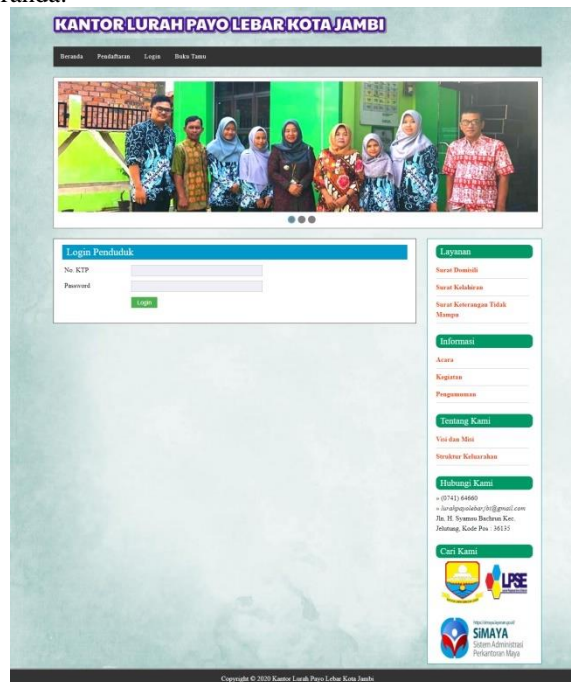 randa.
KANTOR LURAH PAYO LEBAR KOTA JAMBI
Beranda Pendaftaran Login Buku Tamu
Login Penduduk
No. KTP
Password
Login
Layanan
Surat Domisili
Surat Kelahiran
Surat Keterangan Tidak
Mampu
Informasi
Acara
Kegiatan
Pengumuman
Tentang Kami
Visi dan Misi
Struktur Kelurahan
Hubungi Kami
» (0741) 64660
» lurahpayolebarjbi@gmail.com
Jln. H. Syamsu Bachrun Kec.
Jelutung, Kode Pos : 36135
Cari Kami
LPSE
SiMAYA
Sistem Administrasi
Perkantoran Maya
Copyright © 2020 Kantor Lurah Payo Lebar Kota Jambi